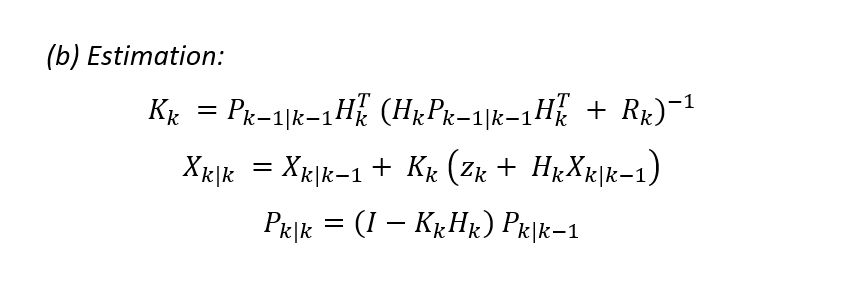 (b) Estimation:
K_k = P_{k-1|k-1} H_k^T (H_k P_{k-1|k-1} H_k^T + R_k)^{-1}
X_{k|k} = X_{k|k-1} + K_k (z_k + H_k X_{k|k-1})
P_{k|k} = (I − K_k H_k) P_{k|k-1}